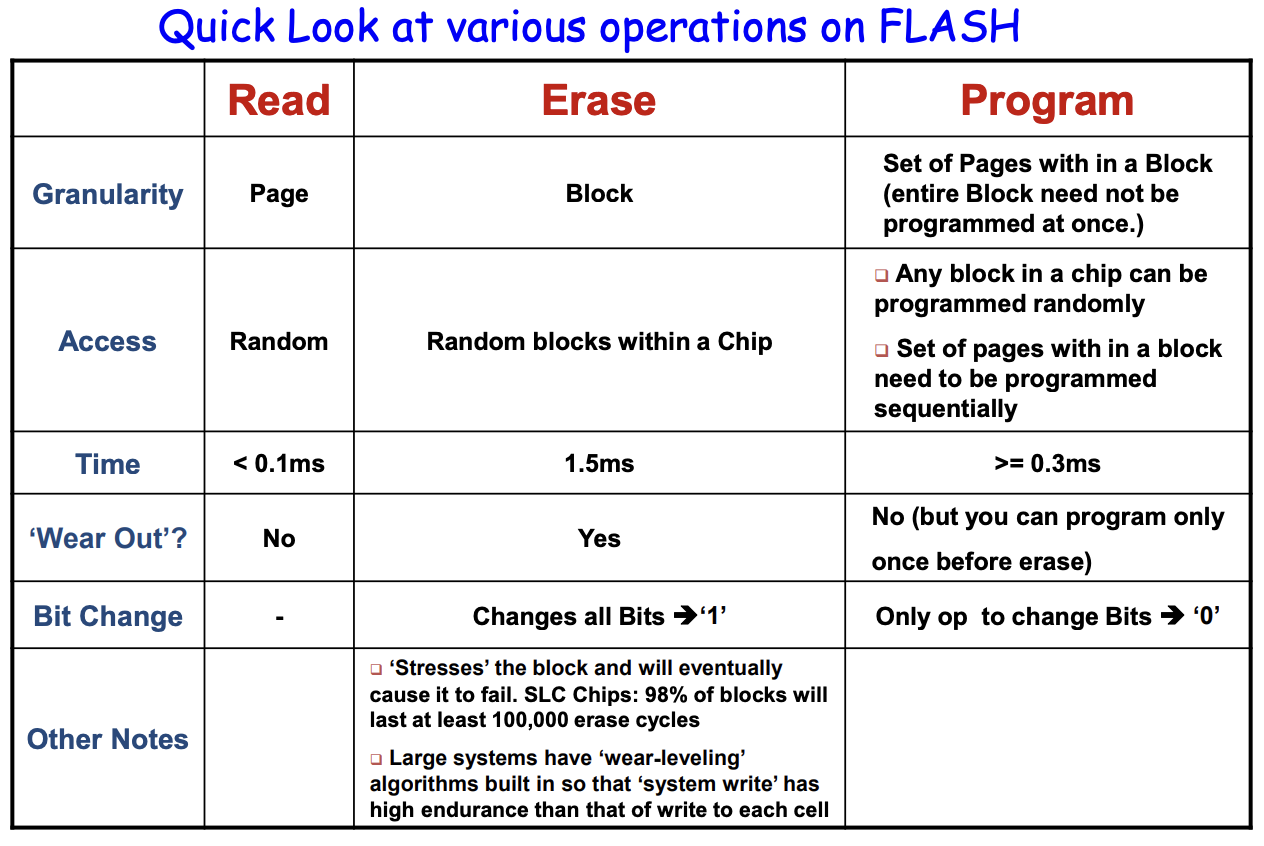 Quick Look at various operations on FLASH
Read
Erase
Program
Granularity
Page
Block
Set of Pages with in a Block
(entire Block need not be
programmed at once.)
Access
Random
Random blocks within a Chip
❑ Any block in a chip can be
programmed randomly
❑ Set of pages with in a block
need to be programmed
sequentially
Time
< 0.1ms
1.5ms
>= 0.3ms
‘Wear Out’?
No
Yes
No (but you can program only
once before erase)
Bit Change
-
Changes all Bits ➔‘1’
Only op to change Bits ➔ ‘0’
Other Notes
❑ ‘Stresses’ the block and will eventually
cause it to fail. SLC Chips: 98% of blocks will
last at least 100,000 erase cycles
❑ Large systems have ‘wear-leveling’
algorithms built in so that ‘system write’ has
high endurance than that of write to each cell